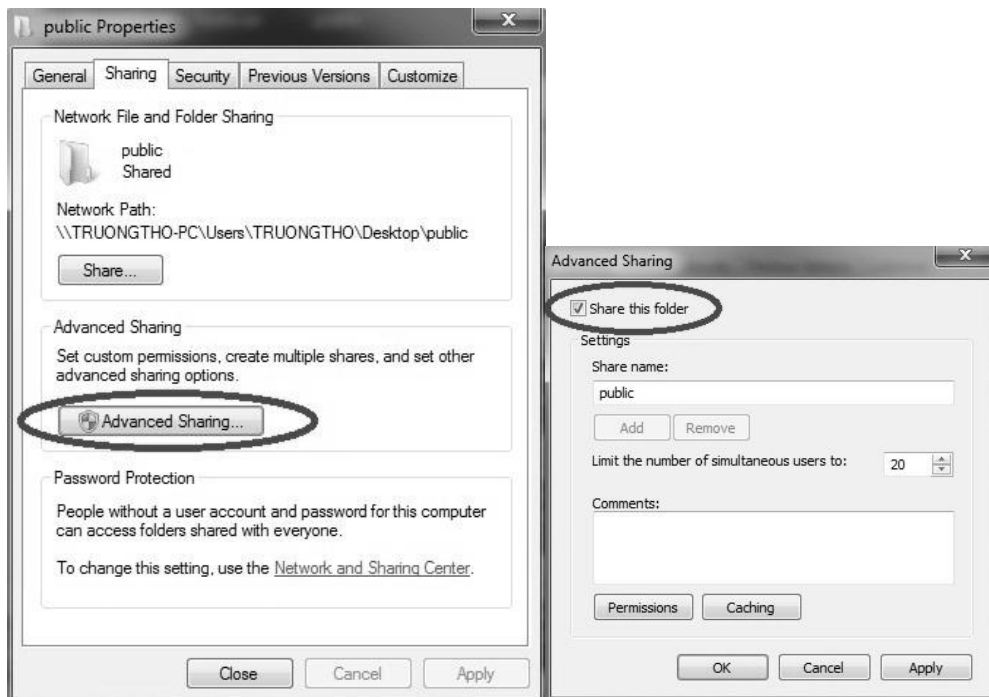 public Properties
General Sharing Security Previous Versions Customize
Network File and Folder Sharing
public
Shared
Network Path:
\\TRUONGTHO-PC\Users\TRUONGTHO\Desktop\public
Share...
Advanced Sharing
Set custom permissions, create multiple shares, and set other
advanced sharing options.
Advanced Sharing...
Password Protection
People without a user account and password for this computer
can access folders shared with everyone.
To change this setting, use the Network and Sharing Center.
Close Cancel Apply
Advanced Sharing
Share this folder
Settings
Share name:
public
Add Remove
Limit the number of simultaneous users to: 20
Comments:
Permissions Caching
OK Cancel Apply